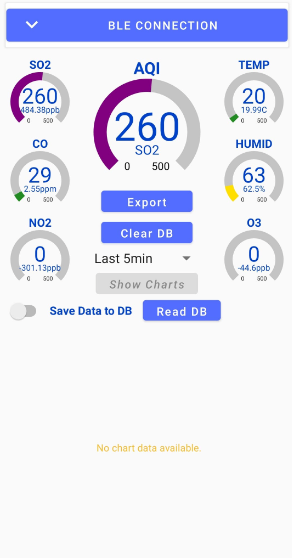 BLE CONNECTION
SO2
260
484.38ppb
0 500
AQI
260
SO2
0 500
TEMP
20
19.99C
0 500
CO
29
2.55ppm
0 500
HUMID
63
62.5%
0 500
NO2
0
-301.13ppb
0 500
O3
0
-44.6ppb
0 500
Export
Clear DB
Last 5min
Show Charts
Save Data to DB
Read DB
No chart data available.